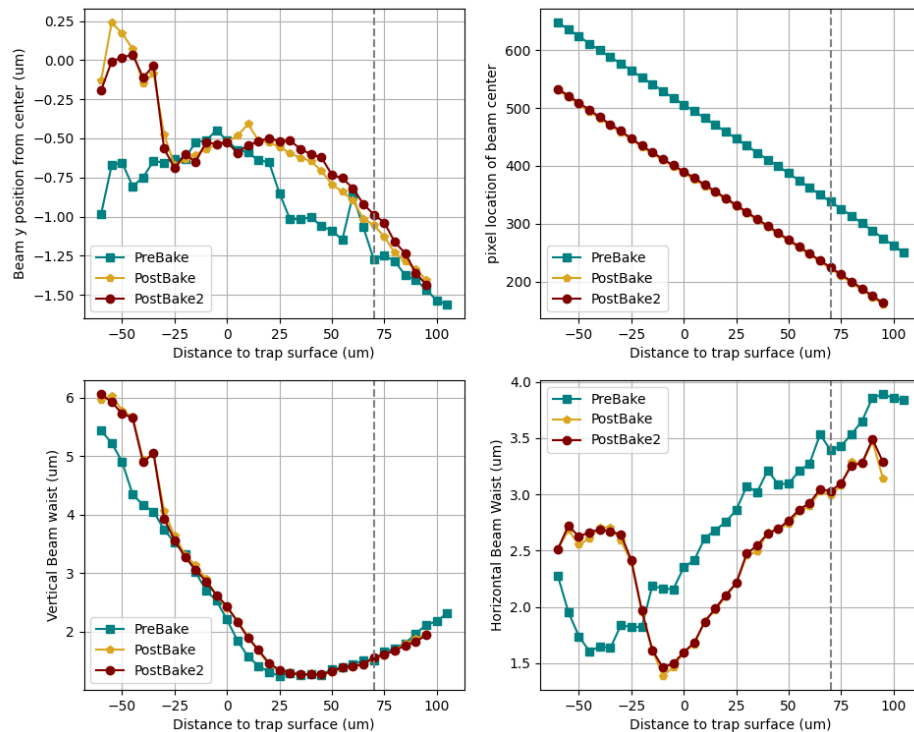 Beam y position from center (um)
0.25
0.00
−0.25
−0.50
−0.75
−1.00
−1.25
−1.50
PreBake
PostBake
PostBake2
−50 −25 0 25 50 75 100
Distance to trap surface (um)
pixel location of beam center
600
500
400
300
200
PreBake
PostBake
PostBake2
−50 −25 0 25 50 75 100
Distance to trap surface (um)
Vertical Beam waist (um)
6
5
4
3
2
PreBake
PostBake
PostBake2
−50 −25 0 25 50 75 100
Distance to trap surface (um)
Horizontal Beam Waist (um)
4.0
3.5
3.0
2.5
2.0
1.5
PreBake
PostBake
PostBake2
−50 −25 0 25 50 75 100
Distance to trap surface (um)